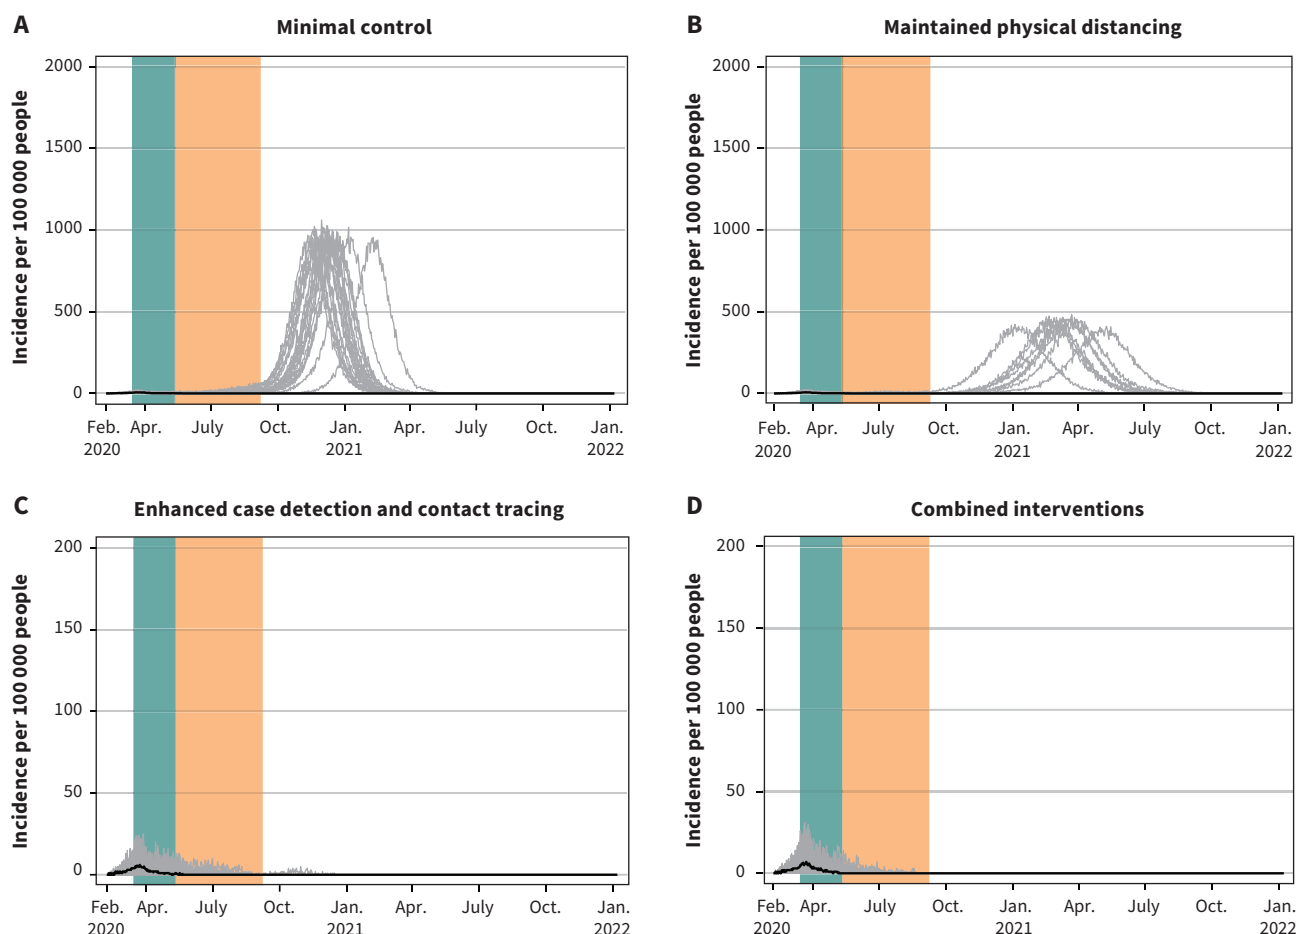 A
Minimal control
Incidence per 100 000 people
2000
1500
1000
500
0
Feb. Apr. July Oct. Jan. Apr. July Oct. Jan.
2020 2021 2022
B
Maintained physical distancing
Incidence per 100 000 people
2000
1500
1000
500
0
Feb. Apr. July Oct. Jan. Apr. July Oct. Jan.
2020 2021 2022
C
Enhanced case detection and contact tracing
Incidence per 100 000 people
200
150
100
50
0
Feb. Apr. July Oct. Jan. Apr. July Oct. Jan.
2020 2021 2022
D
Combined interventions
Incidence per 100 000 people
200
150
100
50
0
Feb. Apr. July Oct. Jan. Apr. July Oct. Jan.
2020 2021 2022